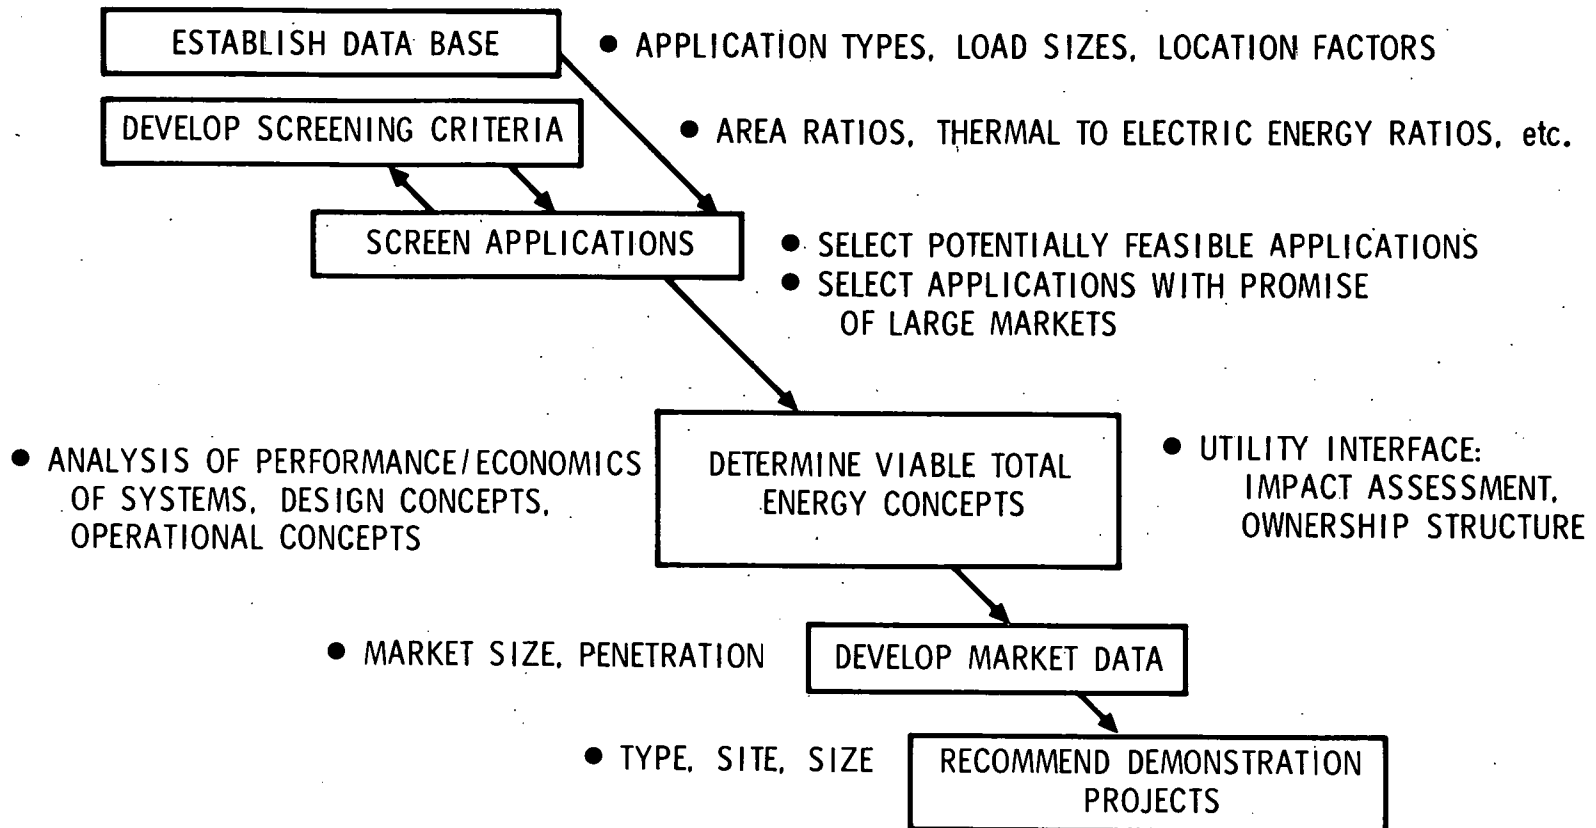 ESTABLISH DATA BASE
● APPLICATION TYPES, LOAD SIZES, LOCATION FACTORS
DEVELOP SCREENING CRITERIA
● AREA RATIOS, THERMAL TO ELECTRIC ENERGY RATIOS, etc.
SCREEN APPLICATIONS
● SELECT POTENTIALLY FEASIBLE APPLICATIONS
● SELECT APPLICATIONS WITH PROMISE
OF LARGE MARKETS
● ANALYSIS OF PERFORMANCE/ECONOMICS
OF SYSTEMS, DESIGN CONCEPTS,
OPERATIONAL CONCEPTS
DETERMINE VIABLE TOTAL
ENERGY CONCEPTS
● UTILITY INTERFACE:
IMPACT ASSESSMENT,
OWNERSHIP STRUCTURE
● MARKET SIZE, PENETRATION
DEVELOP MARKET DATA
● TYPE, SITE, SIZE
RECOMMEND DEMONSTRATION
PROJECTS